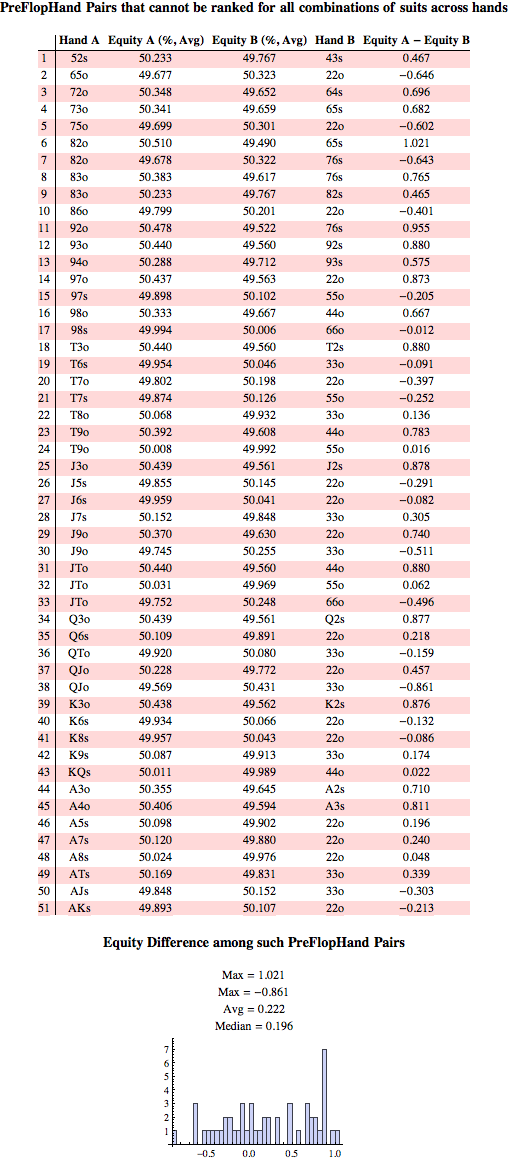 PreFlopHand Pairs that cannot be ranked for all combinations of suits across hands
Hand A Equity A (%, Avg) Equity B (%, Avg) Hand B Equity A − Equity B
1 52s 50.233 49.767 43s 0.467
2 65o 49.677 50.323 22o −0.646
3 72o 50.348 49.652 64s 0.696
4 73o 50.341 49.659 65s 0.682
5 75o 49.699 50.301 22o −0.602
6 82o 50.510 49.490 65s 1.021
7 82o 49.678 50.322 76s −0.643
8 83o 50.383 49.617 76s 0.765
9 83o 50.233 49.767 82s 0.465
10 86o 49.799 50.201 22o −0.401
11 92o 50.478 49.522 76s 0.955
12 93o 50.440 49.560 92s 0.880
13 94o 50.288 49.712 93s 0.575
14 97o 50.437 49.563 22o 0.873
15 97s 49.898 50.102 55o −0.205
16 98o 50.333 49.667 44o 0.667
17 98s 49.994 50.006 66o −0.012
18 T3o 50.440 49.560 T2s 0.880
19 T6s 49.954 50.046 33o −0.091
20 T7o 49.802 50.198 22o −0.397
21 T7s 49.874 50.126 55o −0.252
22 T8o 50.068 49.932 33o 0.136
23 T9o 50.392 49.608 44o 0.783
24 T9o 50.008 49.992 55o 0.016
25 J3o 50.439 49.561 J2s 0.878
26 J5s 49.855 50.145 22o −0.291
27 J6s 49.959 50.041 22o −0.082
28 J7s 50.152 49.848 33o 0.305
29 J9o 50.370 49.630 22o 0.740
30 J9o 49.745 50.255 33o −0.511
31 JTo 50.440 49.560 44o 0.880
32 JTo 50.031 49.969 55o 0.062
33 JTo 49.752 50.248 66o −0.496
34 Q3o 50.439 49.561 Q2s 0.877
35 Q6s 50.109 49.891 22o 0.218
36 QTo 49.920 50.080 33o −0.159
37 QJo 50.228 49.772 22o 0.457
38 QJo 49.569 50.431 33o −0.861
39 K3o 50.438 49.562 K2s 0.876
40 K6s 49.934 50.066 22o −0.132
41 K8s 49.957 50.043 22o −0.086
42 K9s 50.087 49.913 33o 0.174
43 KQs 50.011 49.989 44o 0.022
44 A3o 50.355 49.645 A2s 0.710
45 A4o 50.406 49.594 A3s 0.811
46 A5s 50.098 49.902 22o 0.196
47 A7s 50.120 49.880 22o 0.240
48 A8s 50.024 49.976 22o 0.048
49 ATs 50.169 49.831 33o 0.339
50 AJs 49.848 50.152 33o −0.303
51 AKs 49.893 50.107 22o −0.213
Equity Difference among such PreFlopHand Pairs
Max = 1.021
Max = −0.861
Avg = 0.222
Median = 0.196
7
6
5
4
3
2
1
−0.5 0.0 0.5 1.0